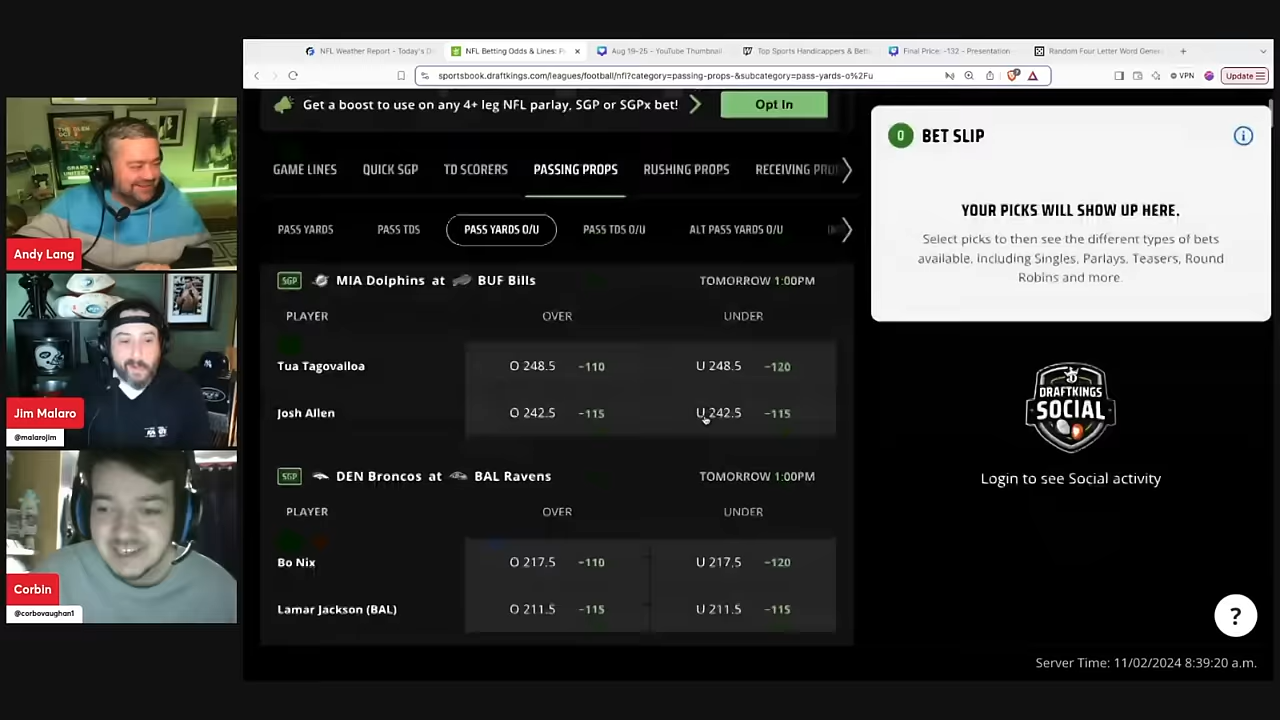 NFL Weather Report - Today's
NFL Betting Odds & Lines:
Aug 19-25 - YouTube Thumbnail
Top Sports Handicappers & Bett
Final Price: -132 - Presentation
Random Four Letter Word Gener
sportsbook.draftkings.com/leagues/football/nfl?category=passing-props-&subcategory=pass-yards-o%2Fu
VPN
Update
Get a boost to use on any 4+ leg NFL parlay, SGP or SGPx bet!
Opt In
GAME LINES QUICK SGP TD SCORERS PASSING PROPS RUSHING PROPS RECEIVING PRO
PASS YARDS PASS TDS PASS YARDS O/U PASS TDS O/U ALT PASS YARDS O/U
SGP MIA Dolphins at BUF Bills TOMORROW 1:00PM
PLAYER OVER UNDER
Tua Tagovalloa O 248.5 -110 U 248.5 -120
Josh Allen O 242.5 -115 U 242.5 -115
SGP DEN Broncos at BAL Ravens TOMORROW 1:00PM
PLAYER OVER UNDER
Bo Nix O 217.5 -110 U 217.5 -120
Lamar Jackson (BAL) O 211.5 -115 U 211.5 -115
0 BET SLIP
YOUR PICKS WILL SHOW UP HERE.
Select picks to then see the different types of bets
available, including Singles, Parlays, Teasers, Round
Robins and more.
DRAFTKINGS
SOCIAL
Login to see Social activity
?
Server Time: 11/02/2024 8:39:20 a.m.
Andy Lang
Jim Malaro
@malarojim
Corbin
@corbovaughan1